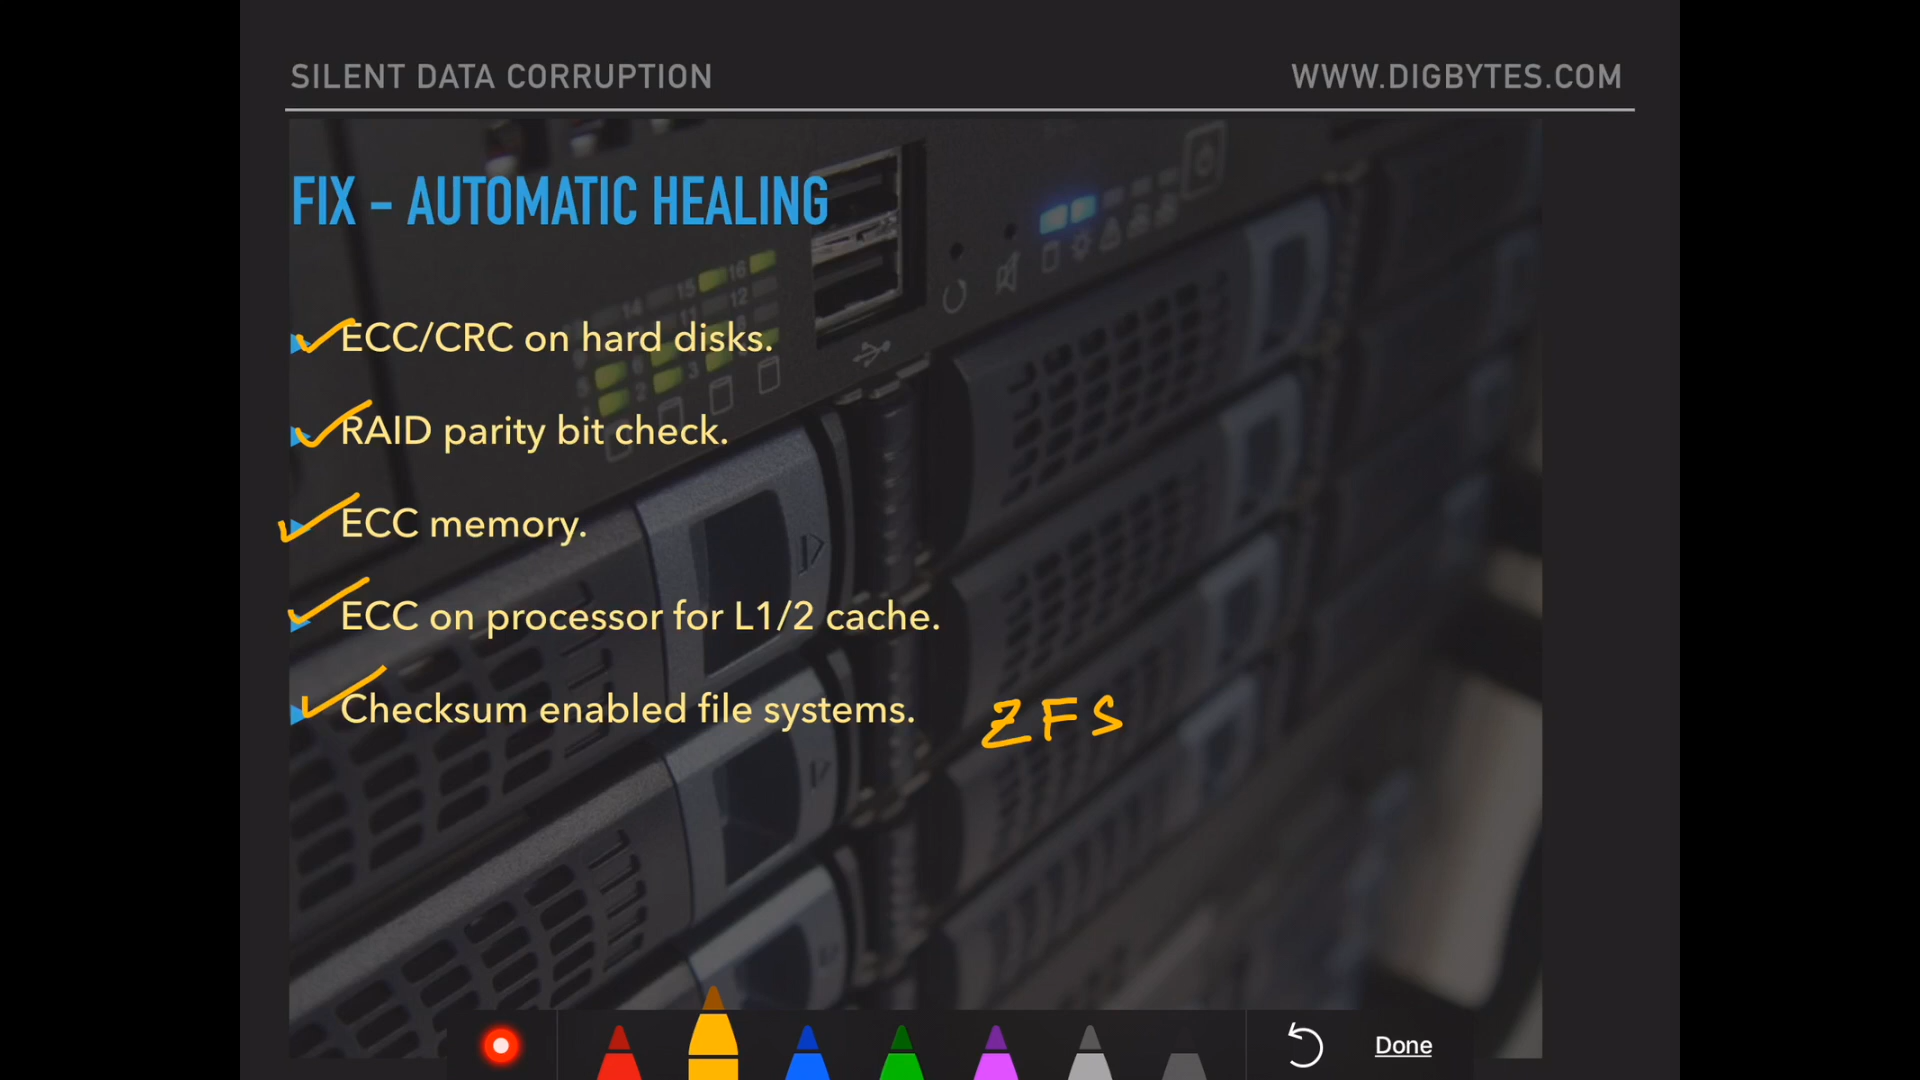 SILENT DATA CORRUPTION
WWW.DIGBYTES.COM
FIX - AUTOMATIC HEALING
ECC/CRC on hard disks.
RAID parity bit check.
ECC memory.
ECC on processor for L1/2 cache.
Checksum enabled file systems.
ZFS
Done